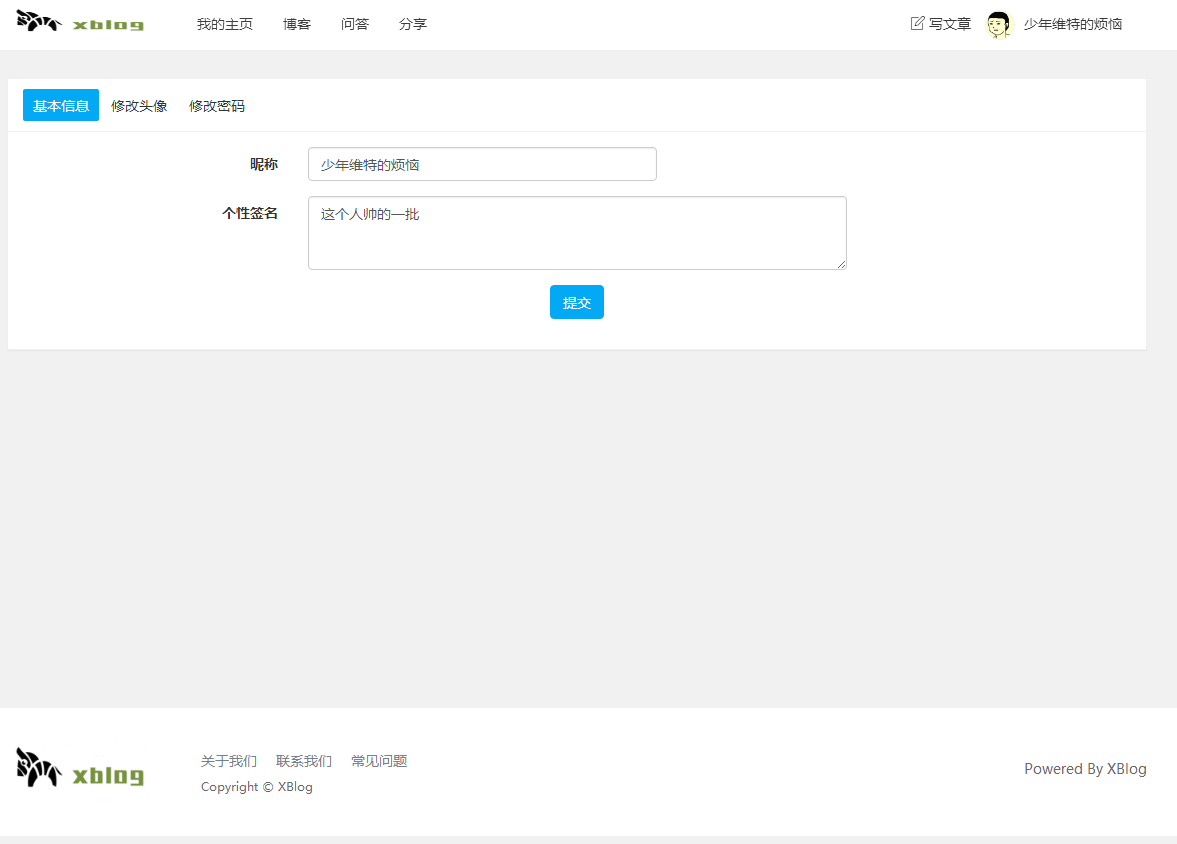 xblog 我的主页 博客 问答 分享 写文章 少年维特的烦恼
基本信息 修改头像 修改密码
昵称 少年维特的烦恼
个性签名 这个人帅的一批
提交
xblog
关于我们 联系我们 常见问题
Copyright © XBlog
Powered By XBlog